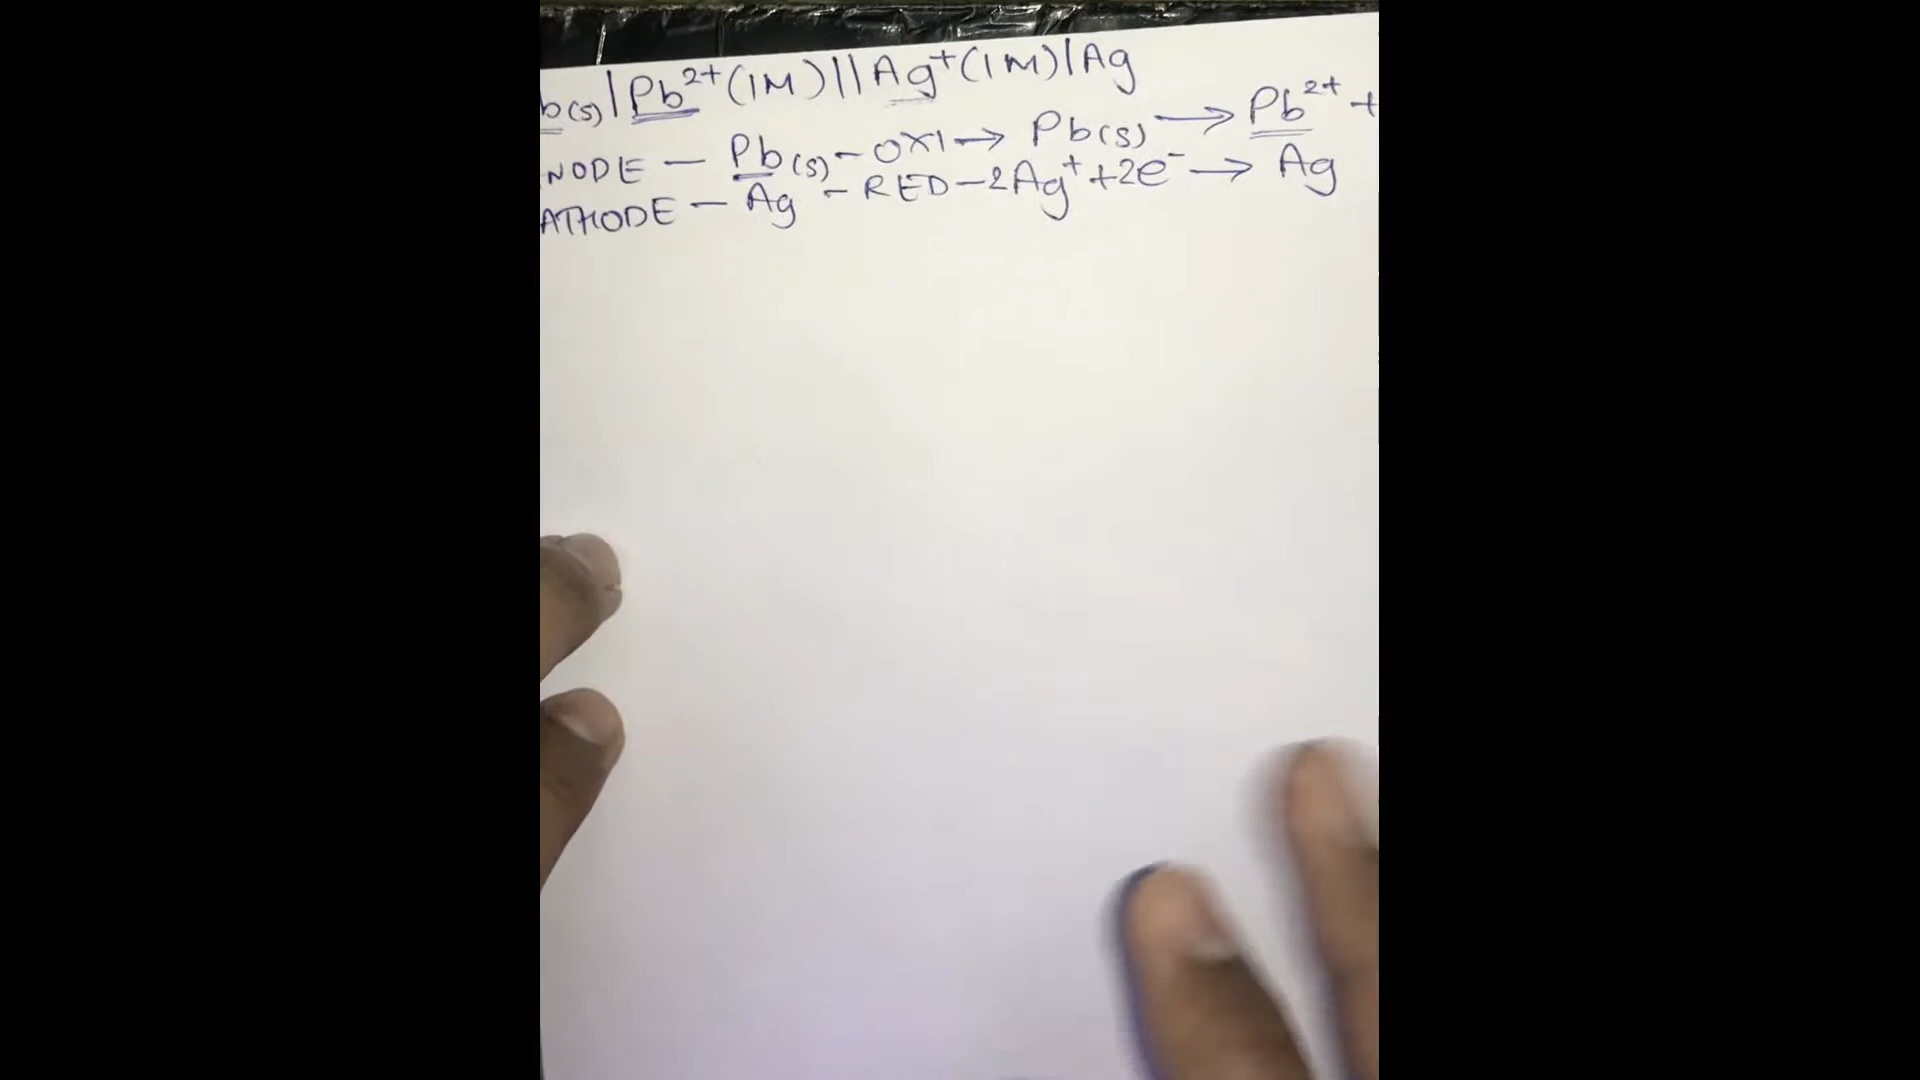 b(s)|Pb²⁺(1M)||Ag⁺(1M)|Ag
NODE — Pb(s) - OXI → Pb(s) → Pb²⁺ +
ATHODE — Ag - RED - 2Ag⁺ + 2e⁻ → Ag